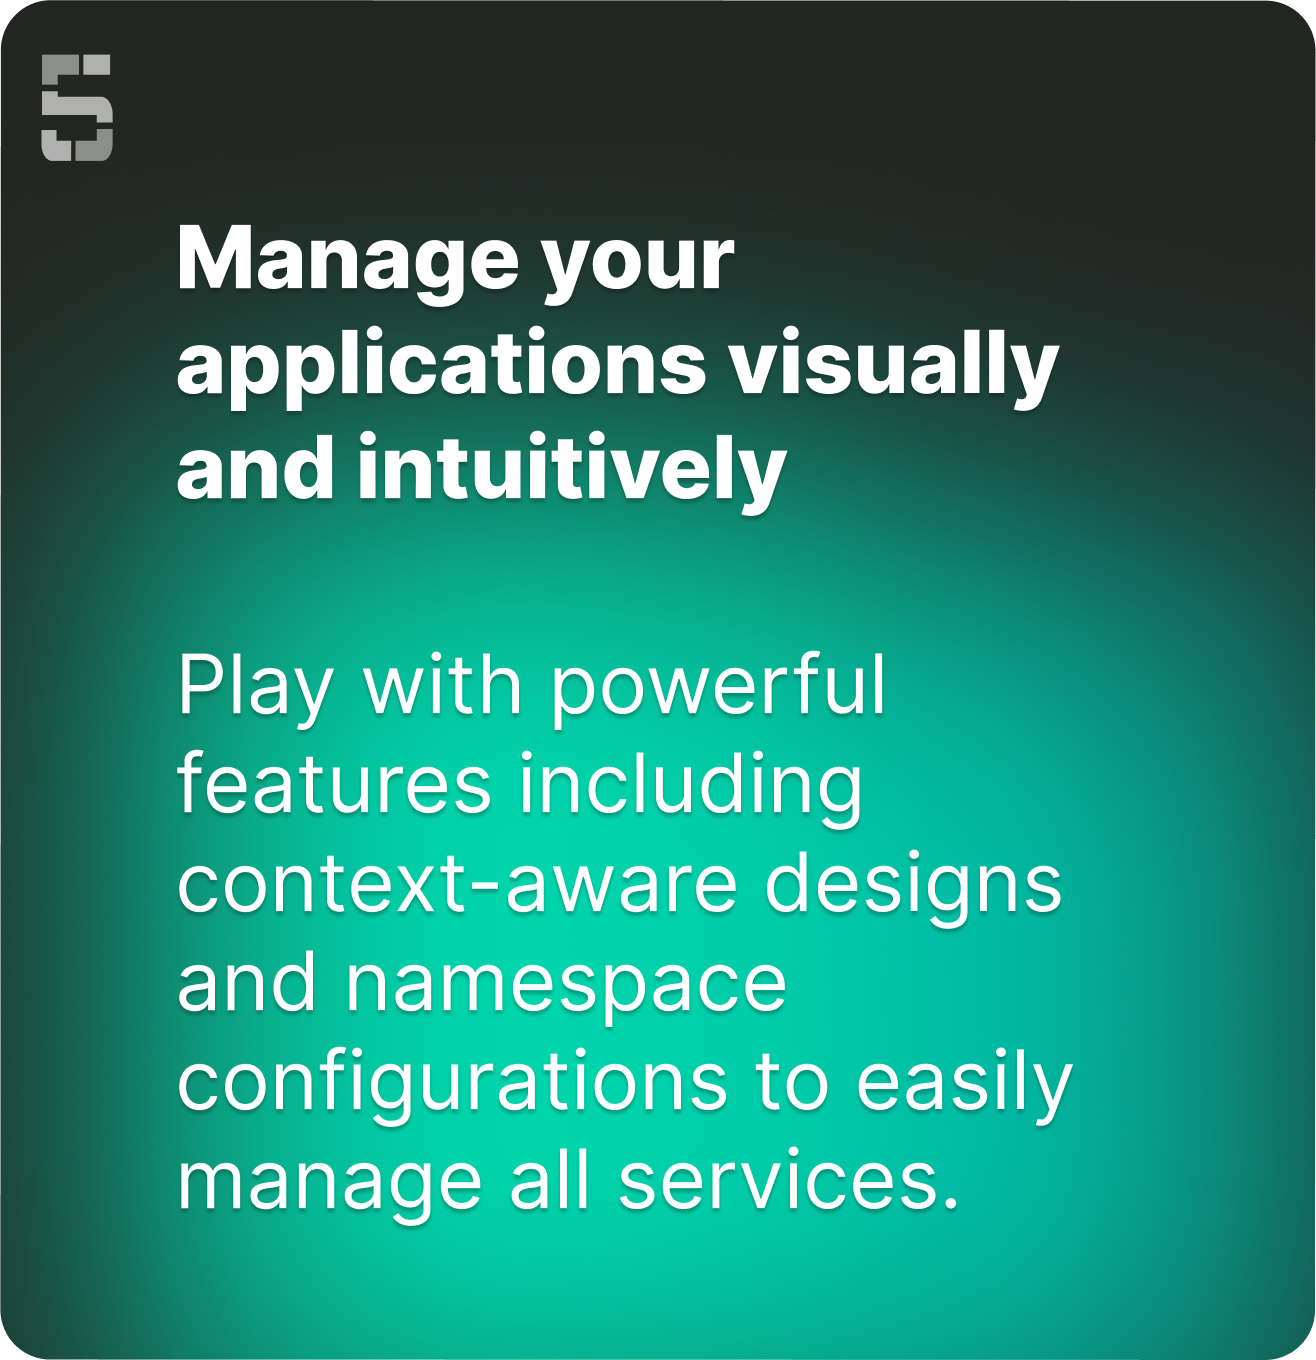 5
Manage your
applications visually
and intuitively
Play with powerful
features including
context-aware designs
and namespace
configurations to easily
manage all services.